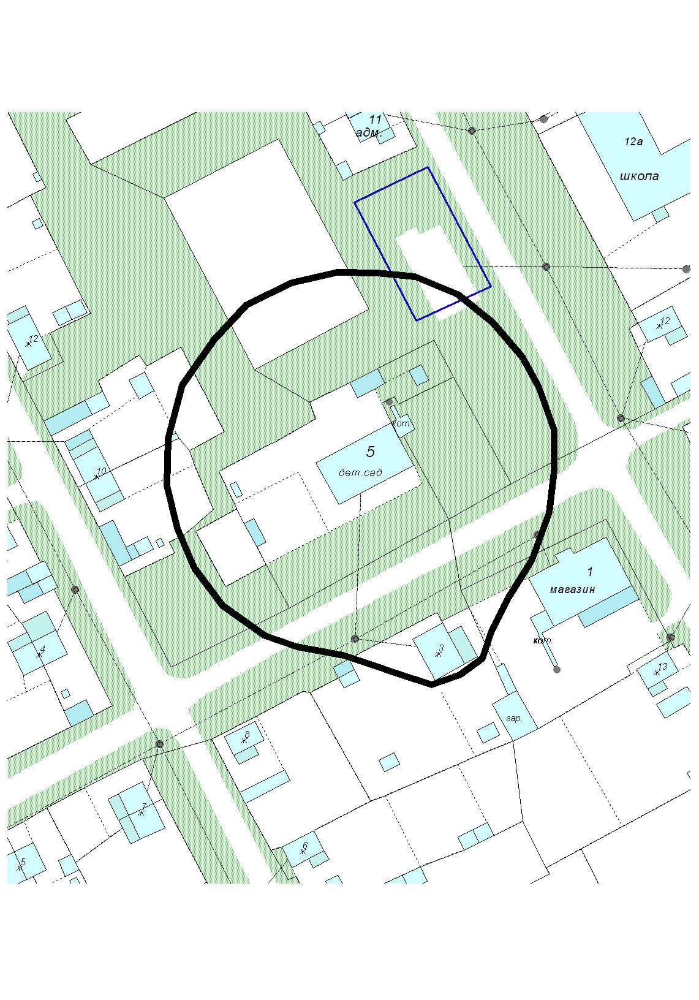 11
адм.
12а
школа
12
ж
12
ж
кот.
5
дет.сад
10
ж
1
магазин
кот.
3
ж
4
ж
13
ж
гар.
8
ж
7
ж
6
ж
5
ж